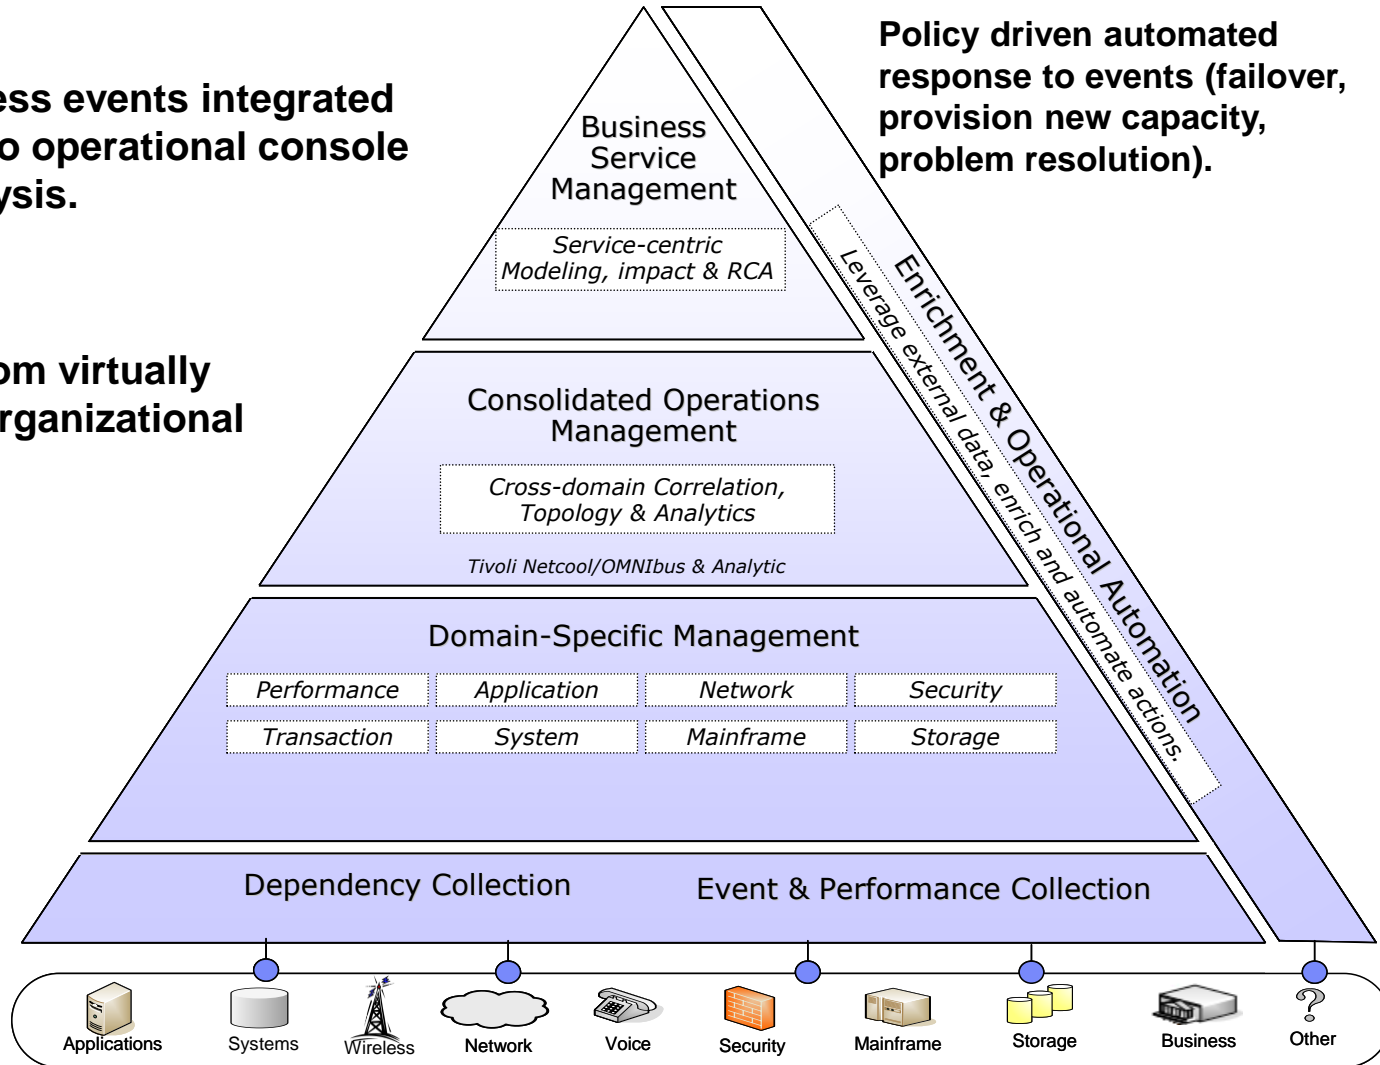 ess events integrated
o operational console
ysis.
om virtually
rganizational
Policy driven automated
response to events (failover,
provision new capacity,
problem resolution).
Business
Service
Management
Service-centric
Modeling, impact & RCA
Consolidated Operations
Management
Cross-domain Correlation,
Topology & Analytics
Tivoli Netcool/OMNIbus & Analytic
Enrichment & Operational Automation
Leverage external data, enrich and automate actions.
Domain-Specific Management
Performance
Application
Network
Security
Transaction
System
Mainframe
Storage
Dependency Collection
Event & Performance Collection
Applications
Systems
Wireless
Network
Voice
Security
Mainframe
Storage
Business
?
Other